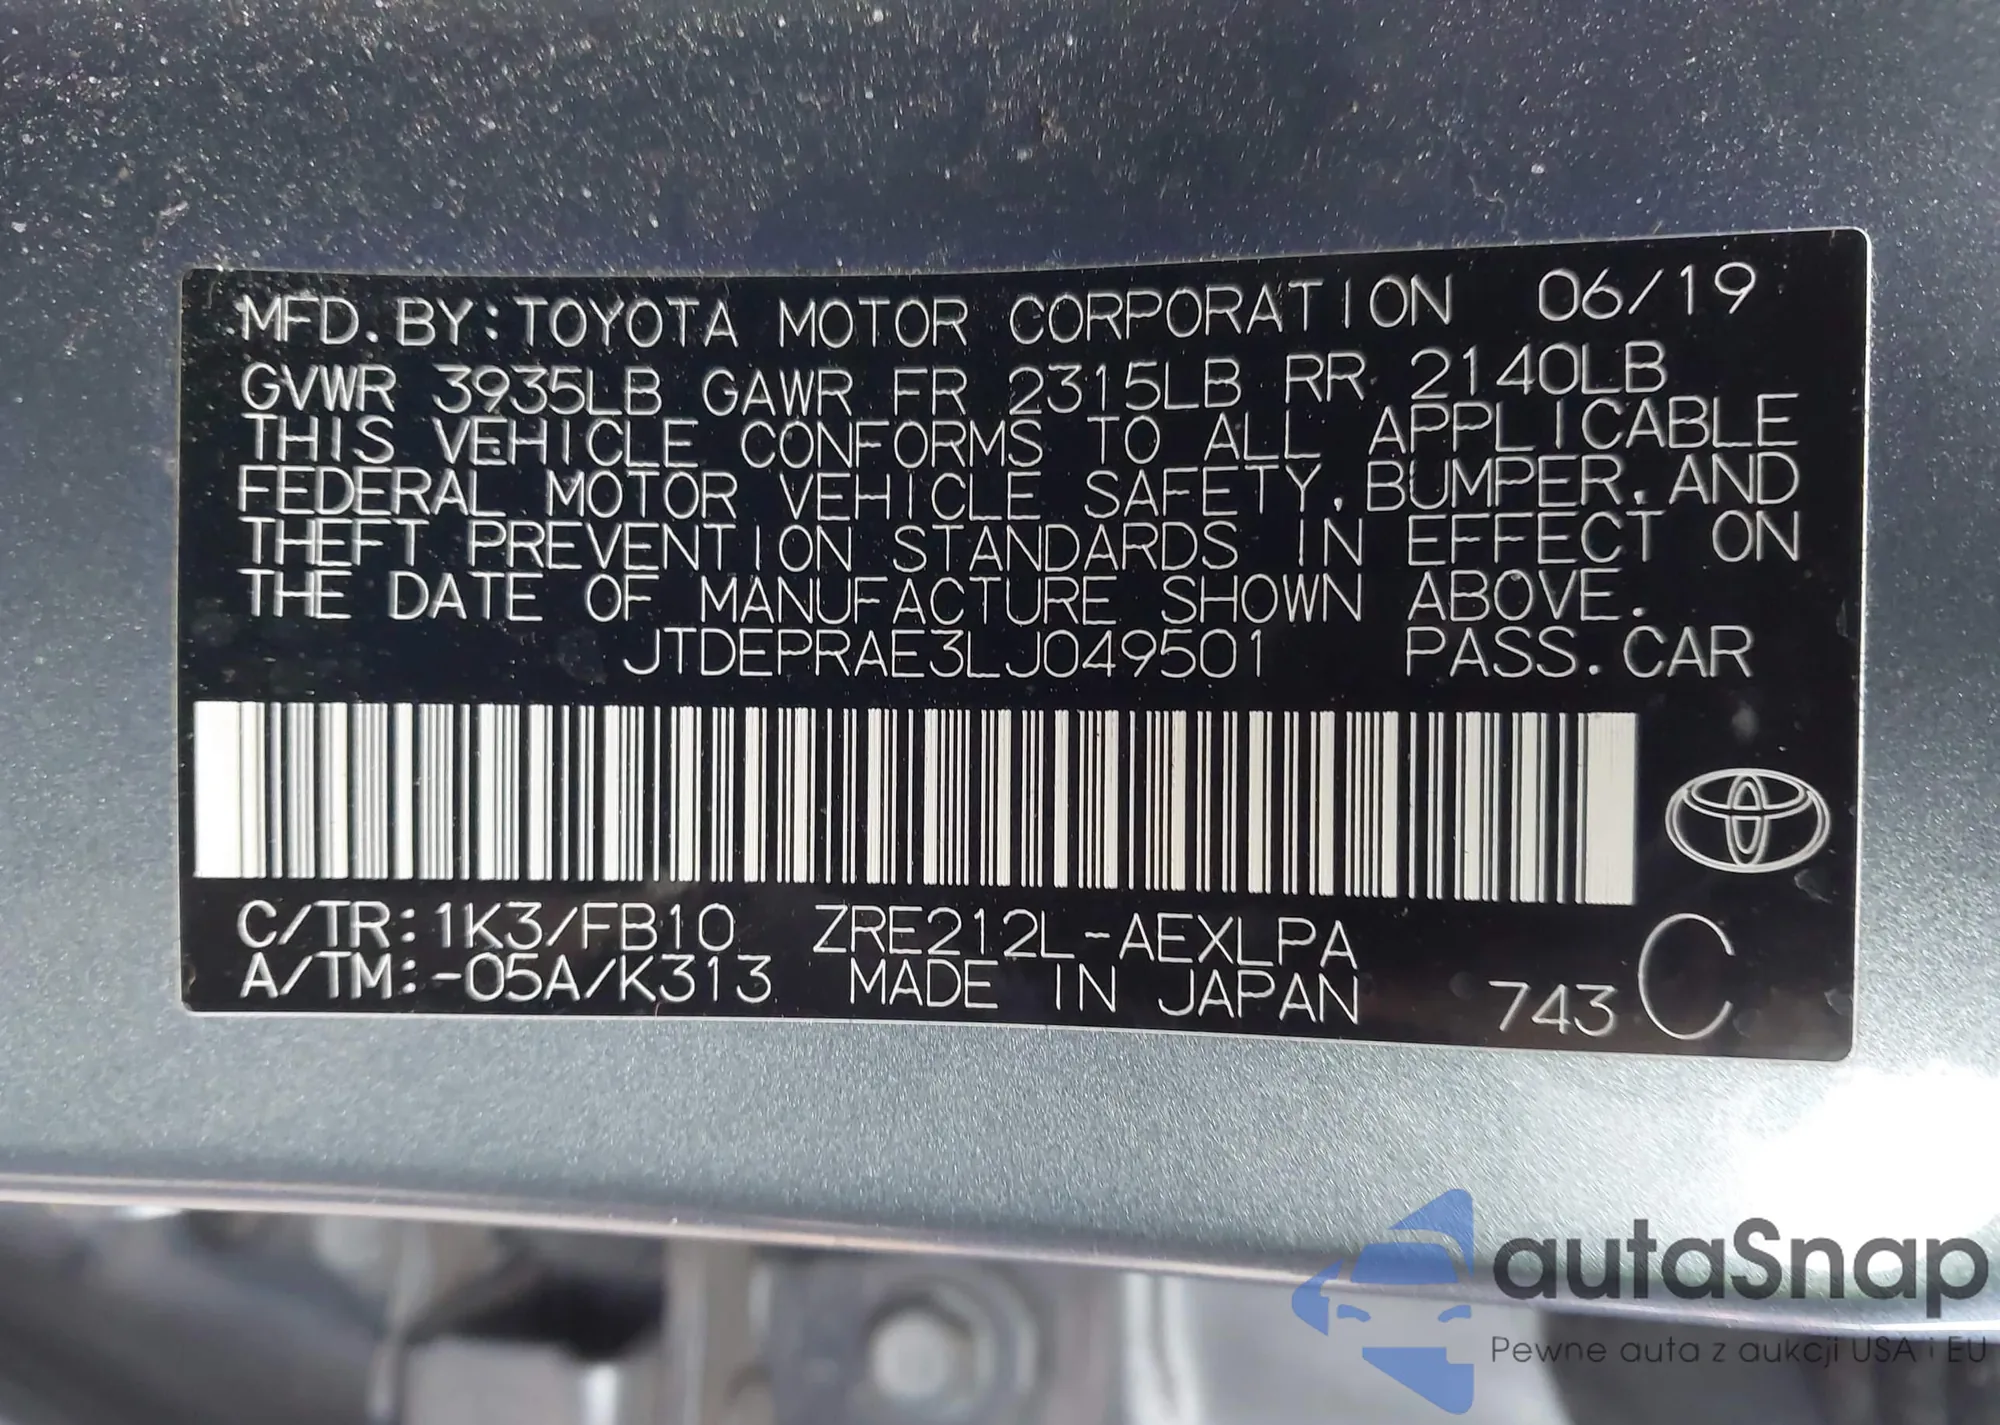 MFD. BY: TOYOTA MOTOR CORPORATION 06/19
GVWR 3935LB GAWR FR 2315LB RR 2140LB
THIS VEHICLE CONFORMS TO ALL APPLICABLE
FEDERAL MOTOR VEHICLE SAFETY, BUMPER, AND
THEFT PREVENTION STANDARDS IN EFFECT ON
THE DATE OF MANUFACTURE SHOWN ABOVE.
JTDEPRAE3LJ049501 PASS. CAR
C/TR: 1K3/FB10 ZRE212L-AEXLPA
A/TM: -05A/K313 MADE IN JAPAN 743 C
autaSnap
Pewne auta z aukcji USA i EU